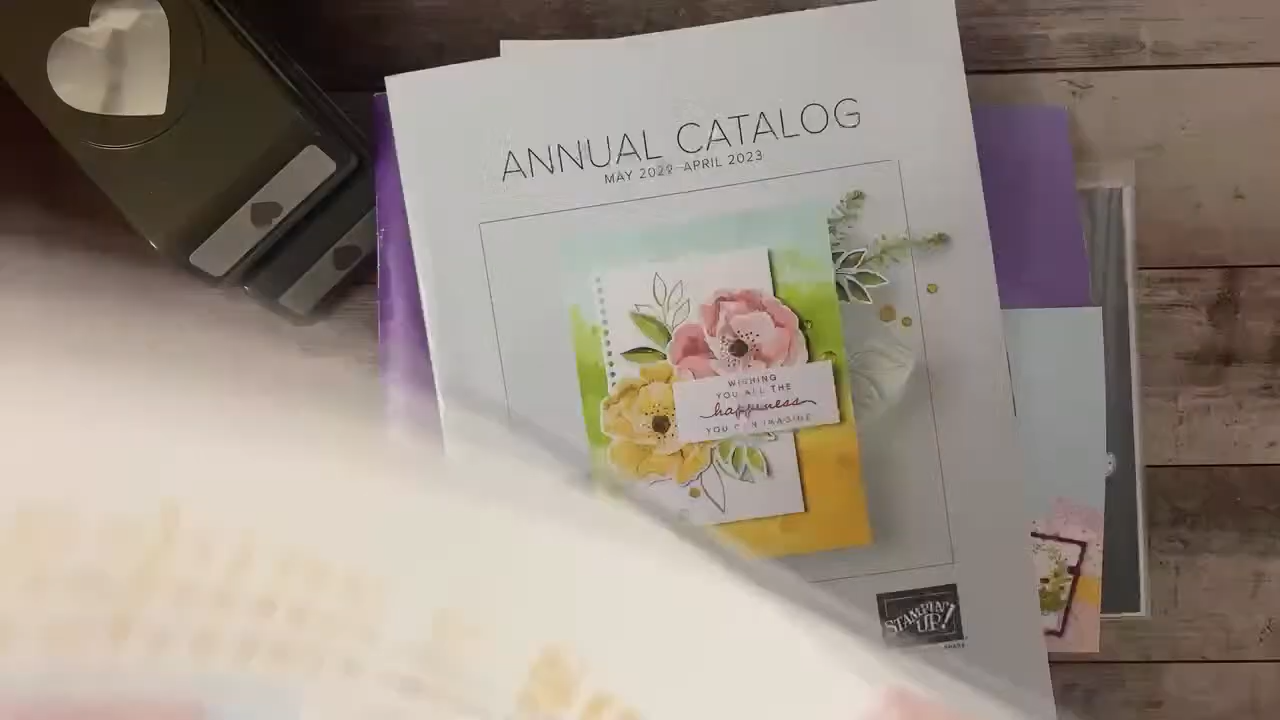 ANNUAL CATALOG
MAY 2022–APRIL 2023
WISHING
YOU ALL THE
happiness
YOU CAN IMAGINE
STAMPIN'
UP!